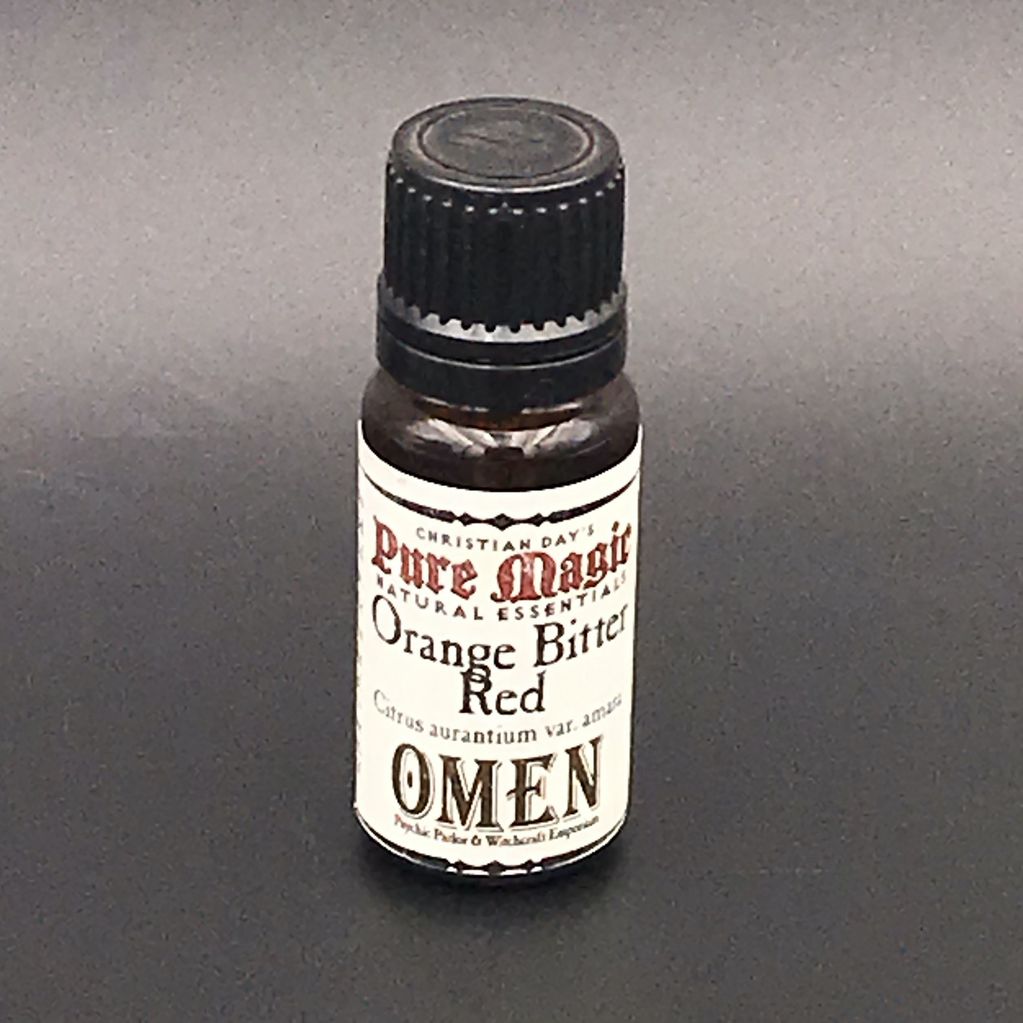 CHRISTIAN DAY'S
Pure Magic
NATURAL ESSENTIALS
Orange Bitter
Red
Citrus aurantium var. amara
OMEN
Psychic Parlor & Witchcraft Emporium